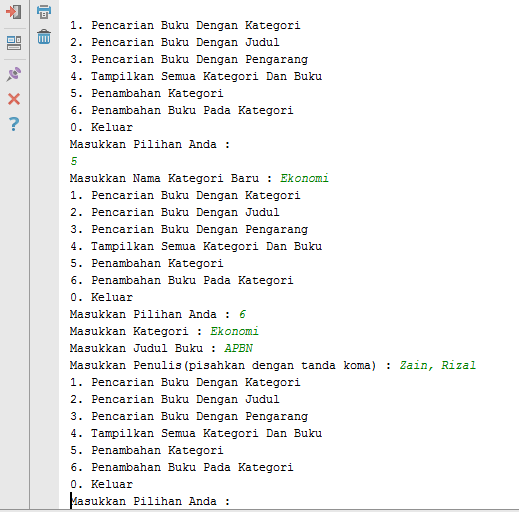 1. Pencarian Buku Dengan Kategori
2. Pencarian Buku Dengan Judul
3. Pencarian Buku Dengan Pengarang
4. Tampilkan Semua Kategori Dan Buku
5. Penambahan Kategori
6. Penambahan Buku Pada Kategori
0. Keluar
Masukkan Pilihan Anda :
5
Masukkan Nama Kategori Baru : Ekonomi
1. Pencarian Buku Dengan Kategori
2. Pencarian Buku Dengan Judul
3. Pencarian Buku Dengan Pengarang
4. Tampilkan Semua Kategori Dan Buku
5. Penambahan Kategori
6. Penambahan Buku Pada Kategori
0. Keluar
Masukkan Pilihan Anda : 6
Masukkan Kategori : Ekonomi
Masukkan Judul Buku : APBN
Masukkan Penulis(pisahkan dengan tanda koma) : Zain, Rizal
1. Pencarian Buku Dengan Kategori
2. Pencarian Buku Dengan Judul
3. Pencarian Buku Dengan Pengarang
4. Tampilkan Semua Kategori Dan Buku
5. Penambahan Kategori
6. Penambahan Buku Pada Kategori
0. Keluar
Masukkan Pilihan Anda :